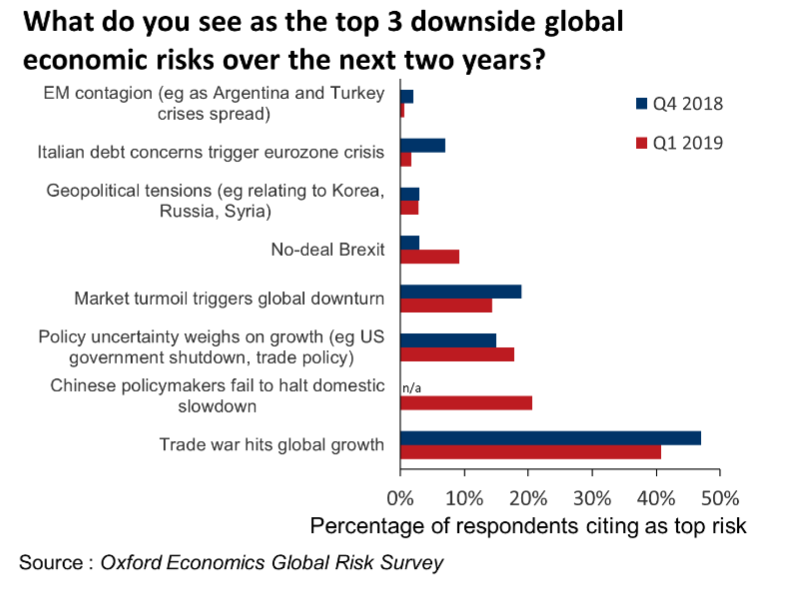 What do you see as the top 3 downside global
economic risks over the next two years?
EM contagion (eg as Argentina and Turkey
crises spread)
Italian debt concerns trigger eurozone crisis
Geopolitical tensions (eg relating to Korea,
Russia, Syria)
No-deal Brexit
Market turmoil triggers global downturn
Policy uncertainty weighs on growth (eg US
government shutdown, trade policy)
Chinese policymakers fail to halt domestic
slowdown
n/a
Trade war hits global growth
Q4 2018
Q1 2019
0% 10% 20% 30% 40% 50%
Percentage of respondents citing as top risk
Source : Oxford Economics Global Risk Survey